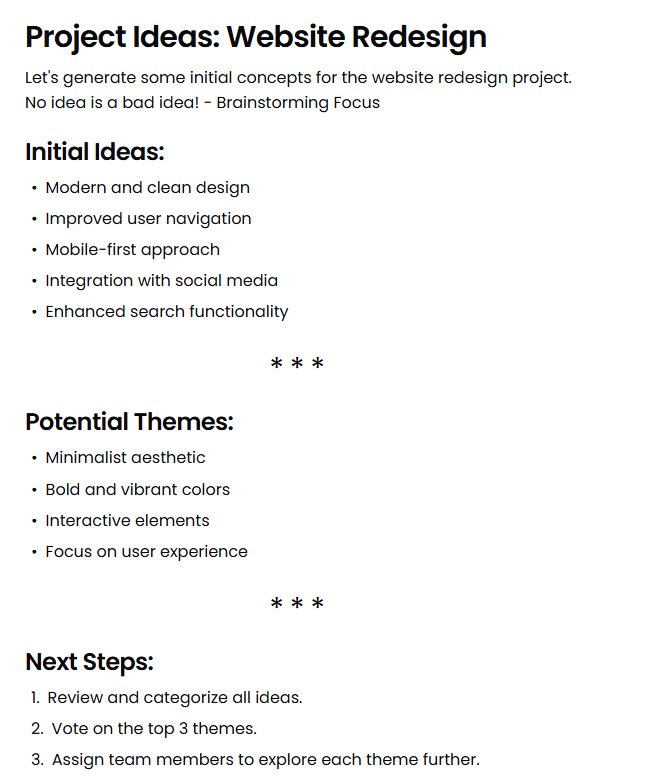 Project Ideas: Website Redesign
Let's generate some initial concepts for the website redesign project.
No idea is a bad idea! - Brainstorming Focus
Initial Ideas:
• Modern and clean design
• Improved user navigation
• Mobile-first approach
• Integration with social media
• Enhanced search functionality
* * *
Potential Themes:
• Minimalist aesthetic
• Bold and vibrant colors
• Interactive elements
• Focus on user experience
* * *
Next Steps:
1. Review and categorize all ideas.
2. Vote on the top 3 themes.
3. Assign team members to explore each theme further.